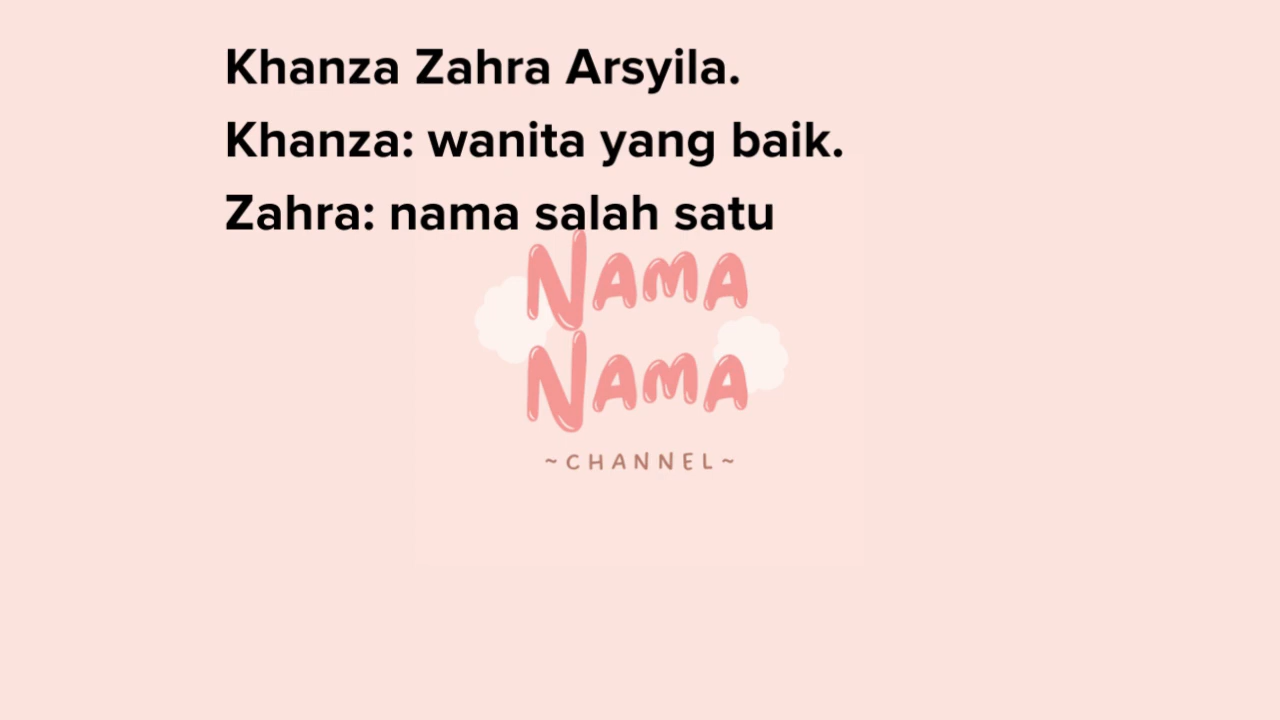 Khanza Zahra Arsyila.
Khanza: wanita yang baik.
Zahra: nama salah satu
NAMA
NAMA
~CHANNEL~